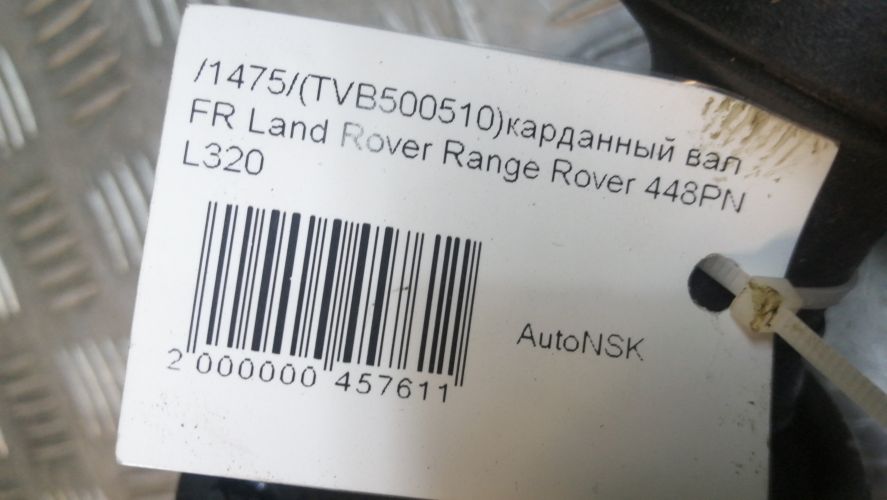 /1475/(TVB500510)карданный вал
FR Land Rover Range Rover 448PN
L320
AutoNSK
2 000000 457611